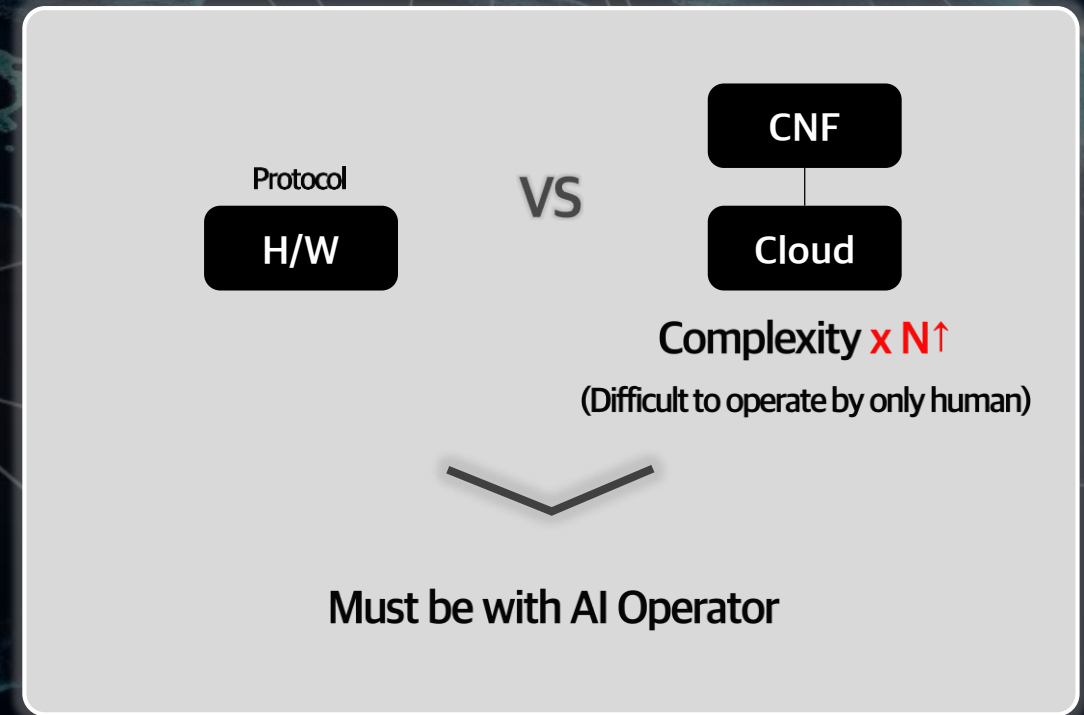 Protocol
H/W
VS
CNF
Cloud
Complexity x N↑
(Difficult to operate by only human)
Must be with AI Operator